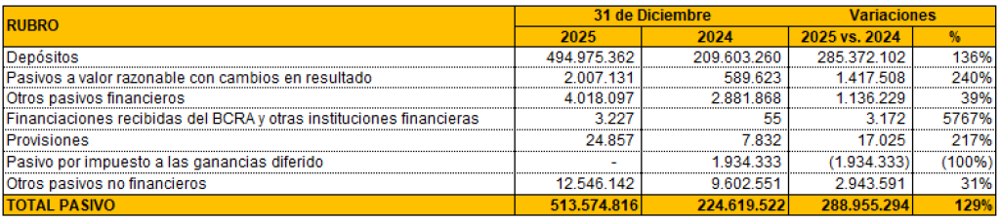 RUBRO 31 de Diciembre Variaciones
2025 2024 2025 vs. 2024 %
Depósitos 494.975.362 209.603.260 285.372.102 136%
Pasivos a valor razonable con cambios en resultado 2.007.131 589.623 1.417.508 240%
Otros pasivos financieros 4.018.097 2.881.868 1.136.229 39%
Financiaciones recibidas del BCRA y otras instituciones financieras 3.227 55 3.172 5767%
Provisiones 24.857 7.832 17.025 217%
Pasivo por impuesto a las ganancias diferido - 1.934.333 (1.934.333) (100%)
Otros pasivos no financieros 12.546.142 9.602.551 2.943.591 31%
TOTAL PASIVO 513.574.816 224.619.522 288.955.294 129%